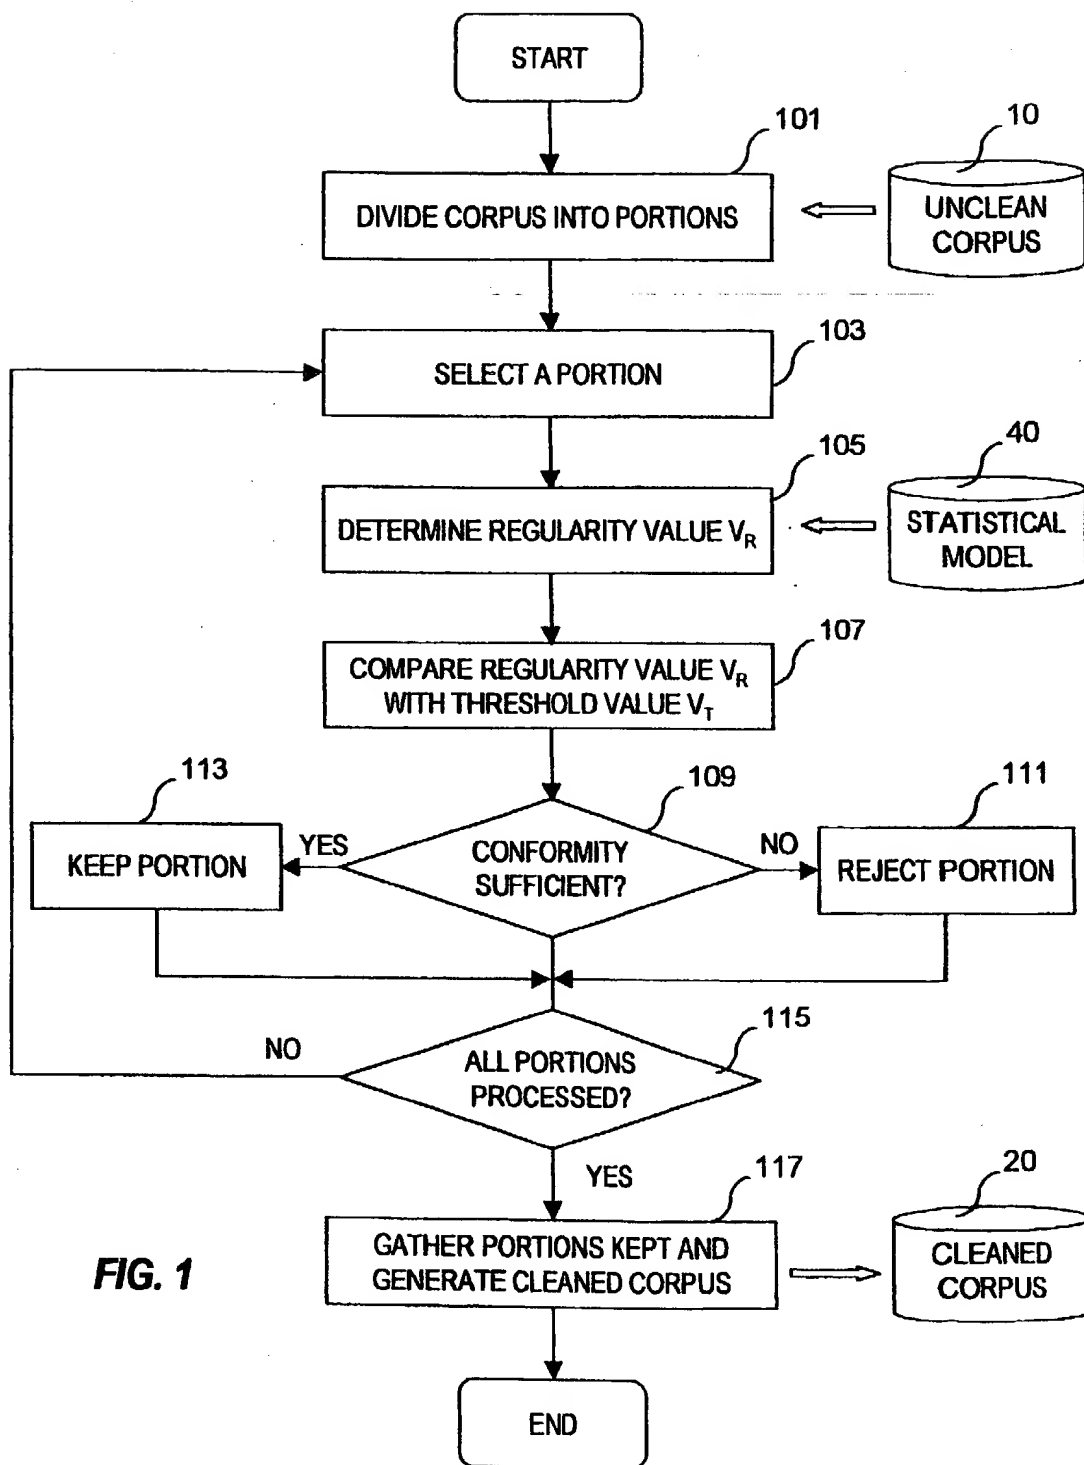 START
101
10
DIVIDE CORPUS INTO PORTIONS
UNCLEAN
CORPUS
103
SELECT A PORTION
105
40
DETERMINE REGULARITY VALUE VR
STATISTICAL
MODEL
107
COMPARE REGULARITY VALUE VR
WITH THRESHOLD VALUE VT
113
109
111
YES
NO
KEEP PORTION
CONFORMITY
SUFFICIENT?
REJECT PORTION
115
NO
ALL PORTIONS
PROCESSED?
YES
117
20
GATHER PORTIONS KEPT AND
GENERATE CLEANED CORPUS
CLEANED
CORPUS
FIG. 1
END